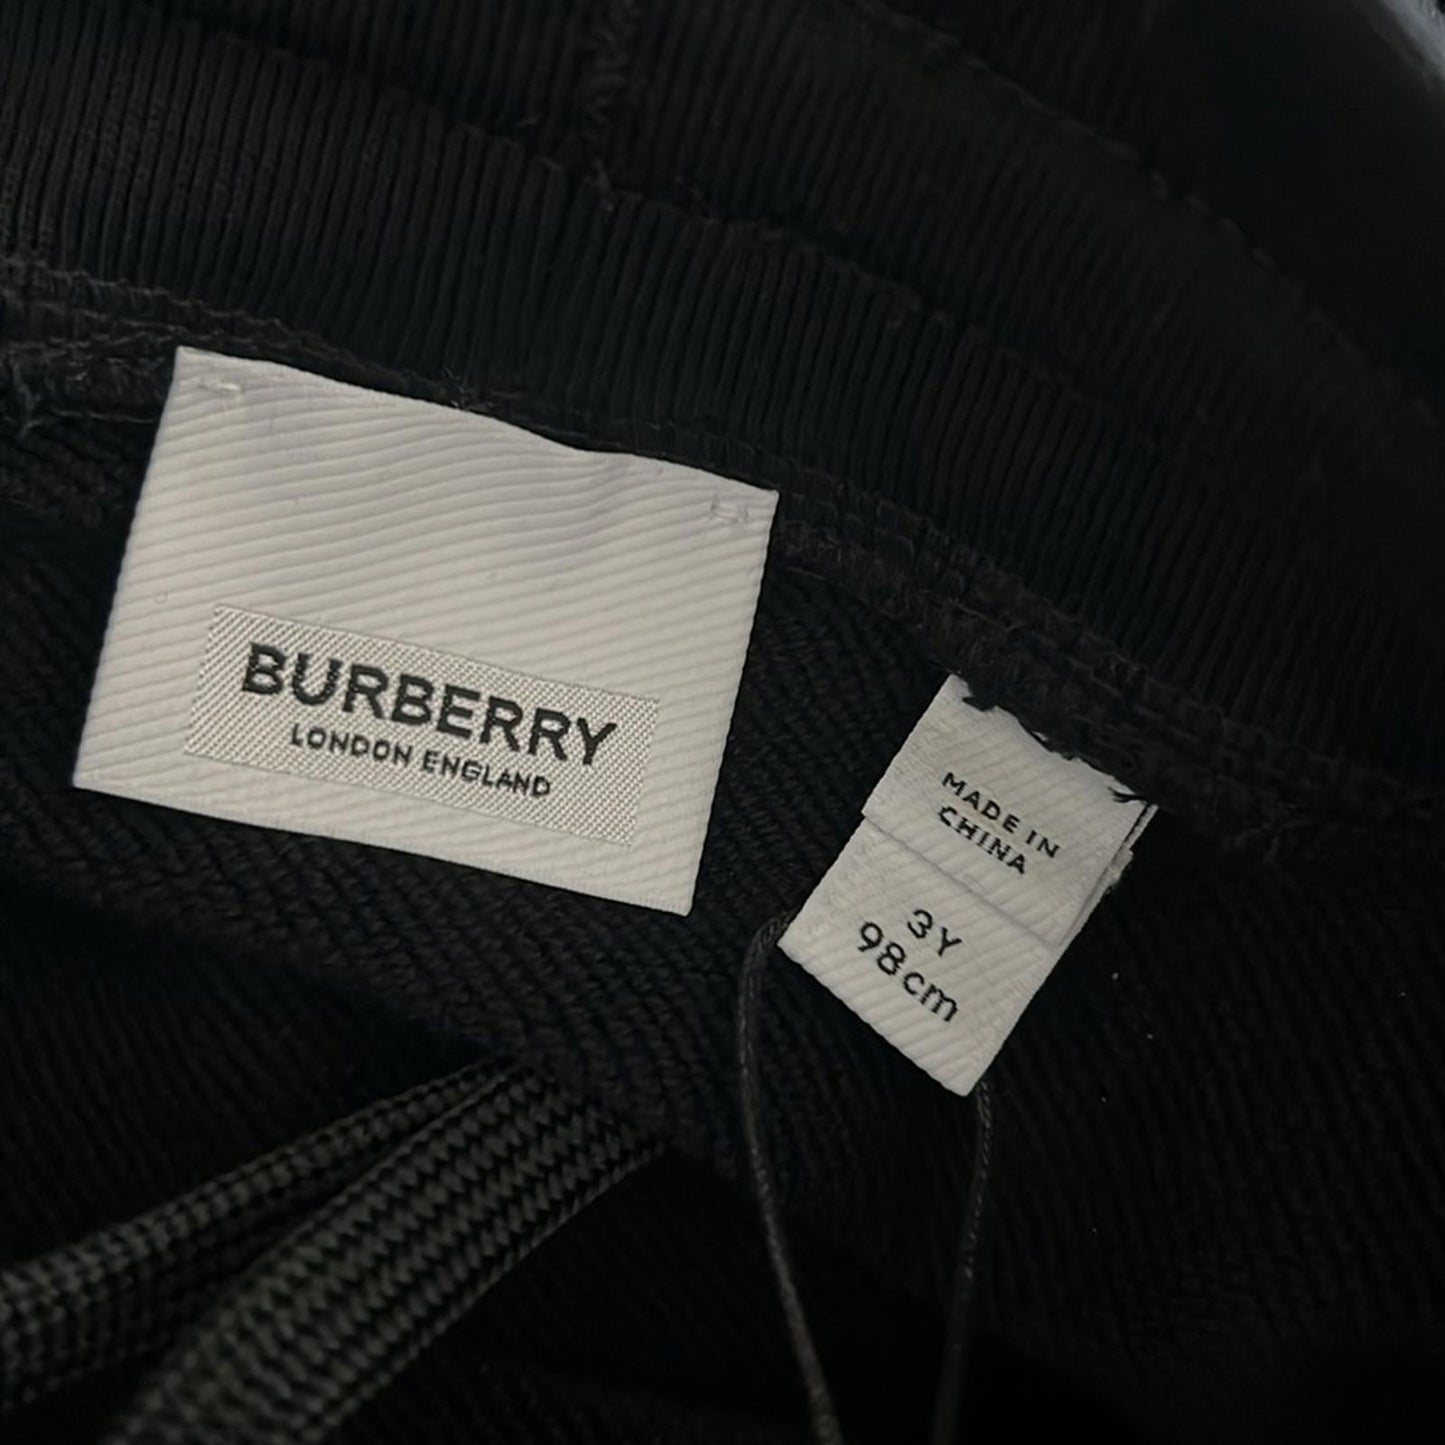 BURBERRY
LONDON ENGLAND
MADE IN
CHINA
3Y
98cm